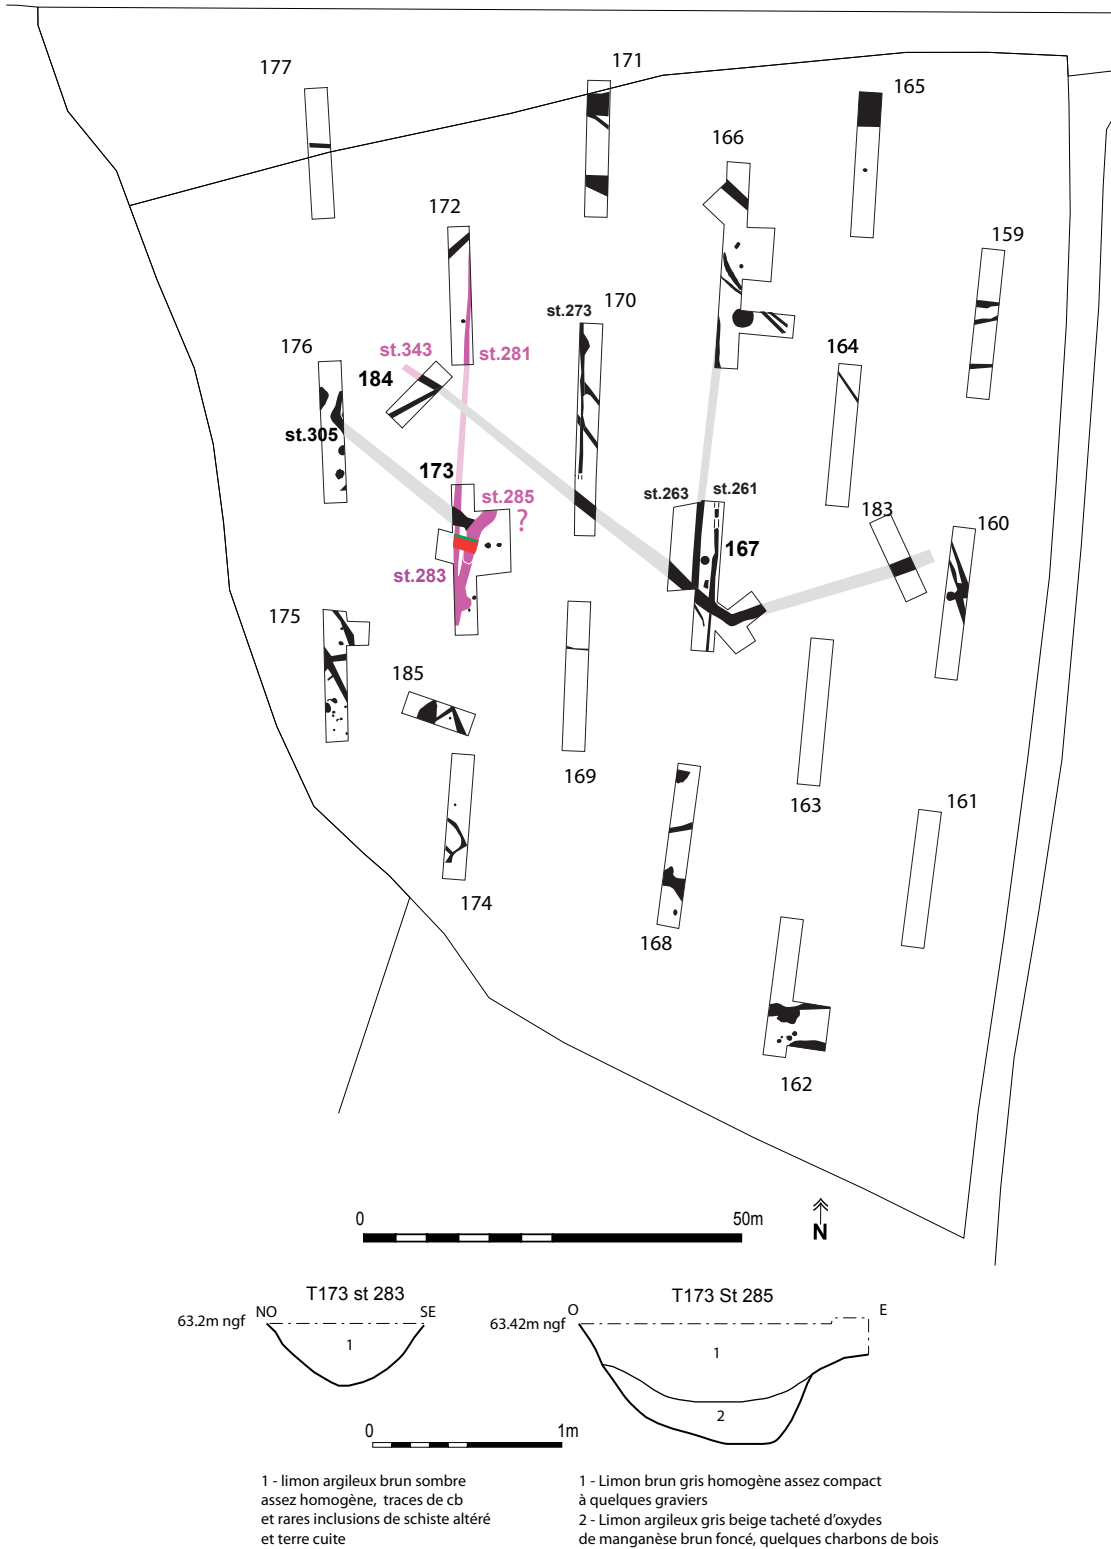 171
177
165
166
172
159
st.273
170
176
st.343
st.281
164
184
st.305
173
st.285
?
st.263
st.261
183
160
167
st.283
175
185
169
163
161
174
168
162
0
50m
N
T173 st 283
T173 St 285
63.2m ngf
NO
SE
63.42m ngf
O
E
1
1
2
0
1m
1 - limon argileux brun sombre
assez homogène, traces de cb
et rares inclusions de schiste altéré
et terre cuite
1 - Limon brun gris homogène assez compact
à quelques graviers
2 - Limon argileux gris beige tacheté d'oxydes
de manganèse brun foncé, quelques charbons de bois